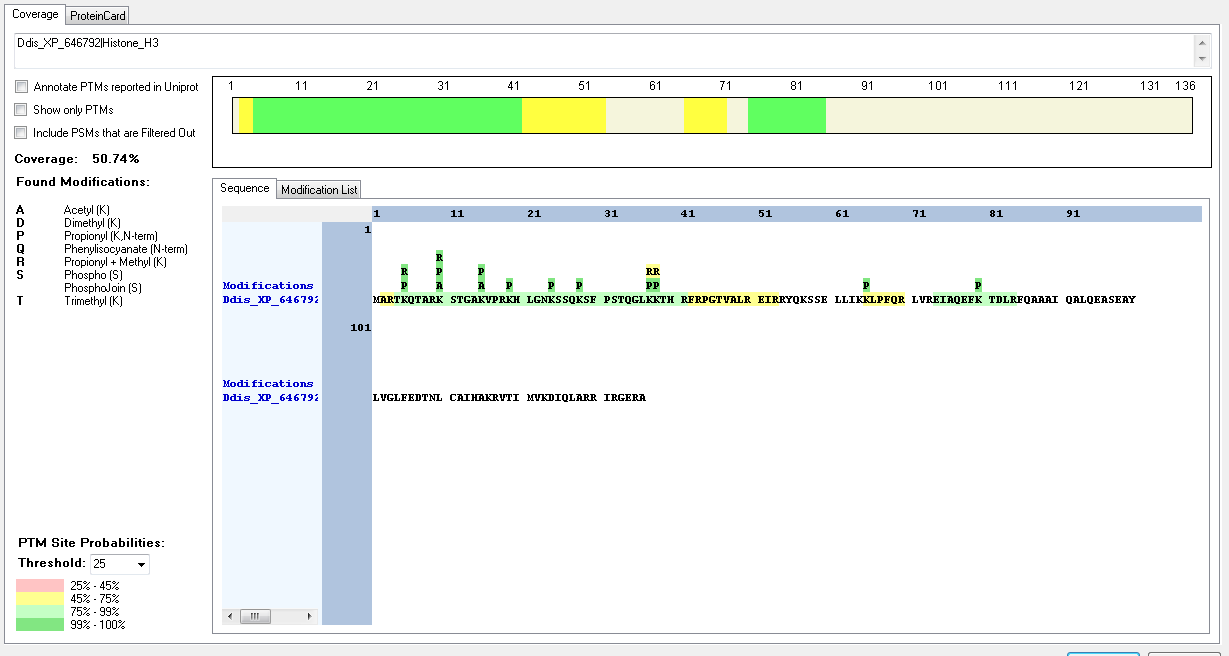 Coverage ProteinCard
Ddis_XP_646792|Histone_H3
Annotate PTMs reported in Uniprot
Show only PTMs
Include PSMs that are Filtered Out
1 11 21 31 41 51 61 71 81 91 101 111 121 131 136
Coverage: 50.74%
Found Modifications:
A Acetyl (K)
D Dimethyl (K)
P Propionyl (K,N-term)
Q Phenylisocyanate (N-term)
R Propionyl + Methyl (K)
S Phospho (S)
PhosphoJoin (S)
T Trimethyl (K)
Sequence Modification List
1 11 21 31 41 51 61 71 81 91
1
R
R P P RR
Modifications P A A P P P PP P P
Ddis_XP_64679 MARTKQTARK STGAKVPRKH LGNKSSQKSF PSTQGLKKTH RFRPGTVALR EIRRYQKSSE LLIKKLPFQR LVREIAQEFK TDLRFQAAAI QALQEASEAY
101
Modifications
Ddis_XP_64679 LVGLFEDTNL CAIHAKRVTI MVKDIQLARR IRGERA
PTM Site Probabilities:
Threshold: 25
25% - 45%
45% - 75%
75% - 99%
99% - 100%